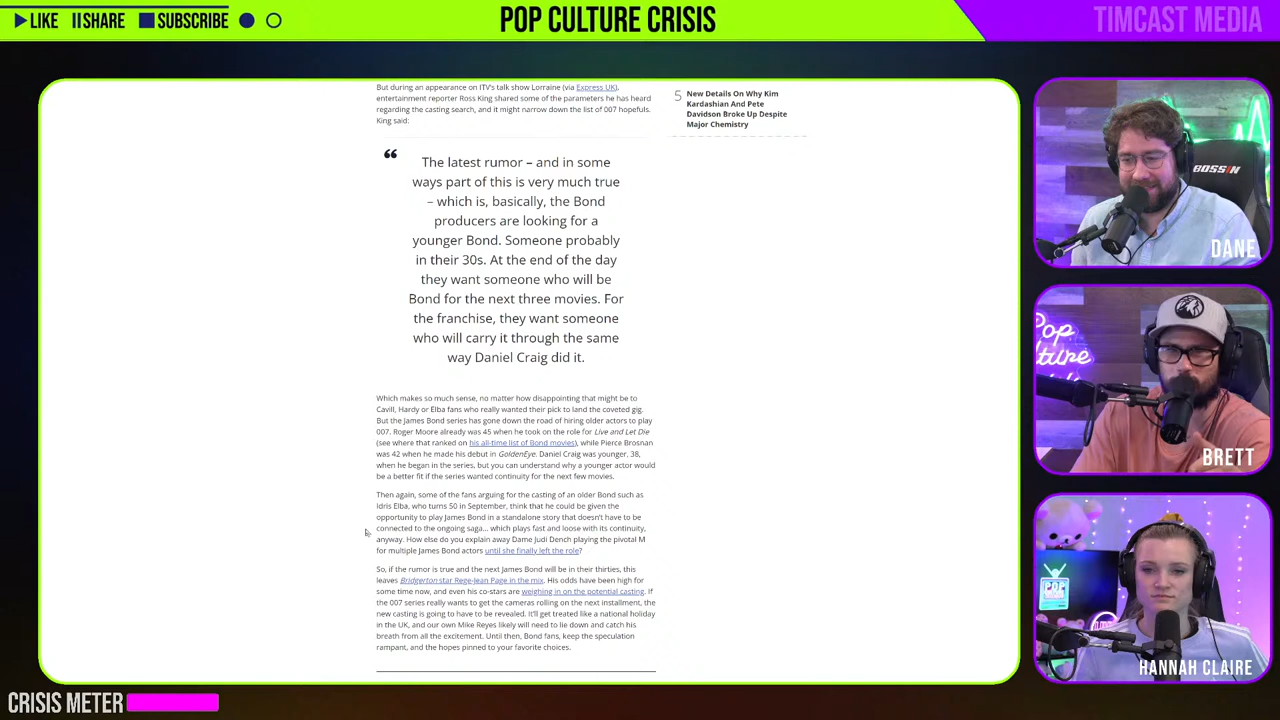 LIKE SHARE SUBSCRIBE
POP CULTURE CRISIS
TIMCAST MEDIA
But during an appearance on ITV's talk show Lorraine (via Express UK),
entertainment reporter Ross King shared some of the parameters he has heard
regarding the casting search, and it might narrow down the list of 007 hopefuls.
King said:
“
The latest rumor – and in some
ways part of this is very much true
– which is, basically, the Bond
producers are looking for a
younger Bond. Someone probably
in their 30s. At the end of the day
they want someone who will be
Bond for the next three movies. For
the franchise, they want someone
who will carry it through the same
way Daniel Craig did it.
Which makes so much sense, no matter how disappointing that might be to
Cavill, Hardy or Elba fans who really wanted their pick to land the coveted gig.
But the James Bond series has gone down the road of hiring older actors to play
007. Roger Moore already was 45 when he took on the role for Live and Let Die
(see where that ranked on his all-time list of Bond movies), while Pierce Brosnan
was 42 when he made his debut in GoldenEye. Daniel Craig was younger, 38,
when he began in the series, but you can understand why a younger actor would
be a better fit if the series wanted continuity for the next few movies.
Then again, some of the fans arguing for the casting of an older Bond such as
Idris Elba, who turns 50 in September, think that he could be given the
opportunity to play James Bond in a standalone story that doesn't have to be
connected to the ongoing saga... which plays fast and loose with its continuity,
anyway. How else do you explain away Dame Judi Dench playing the pivotal M
for multiple James Bond actors until she finally left the role?
So, if the rumor is true and the next James Bond will be in their thirties, this
leaves Bridgerton star Rege-Jean Page in the mix. His odds have been high for
some time now, and even his co-stars are weighing in on the potential casting. If
the 007 series really wants to get the cameras rolling on the next installment, the
new casting is going to have to be revealed. It'll get treated like a national holiday
in the UK, and our own Mike Reyes likely will need to lie down and catch his
breath from all the excitement. Until then, Bond fans, keep the speculation
rampant, and the hopes pinned to your favorite choices.
5 New Details On Why Kim
Kardashian And Pete
Davidson Broke Up Despite
Major Chemistry
BOSSIN
DANE
Pop
lture
BRETT
POP
HANNAH CLAIRE
CRISIS METER